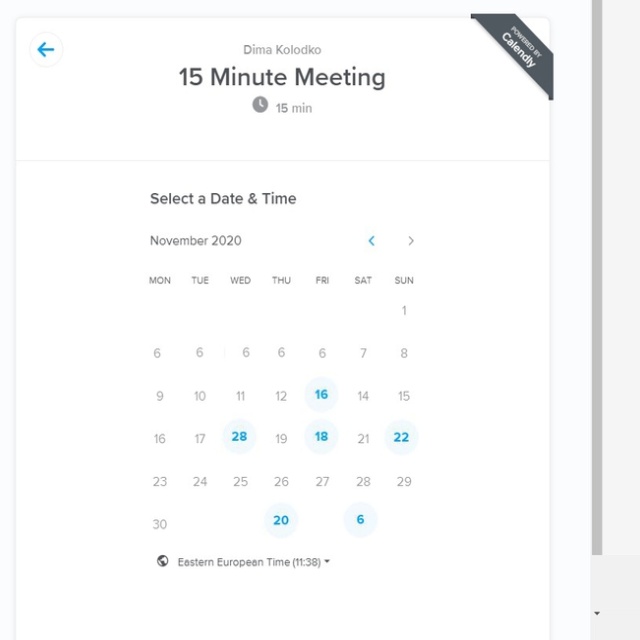 Dima Kolodko
POWERED BY
Calendly
15 Minute Meeting
15 min
Select a Date & Time
November 2020
MON TUE WED THU FRI SAT SUN
1
6 6 6 6 6 7 8
9 10 11 12 16 14 15
16 17 28 19 18 21 22
23 24 25 26 27 28 29
30 20 6
Eastern European Time (11:38)